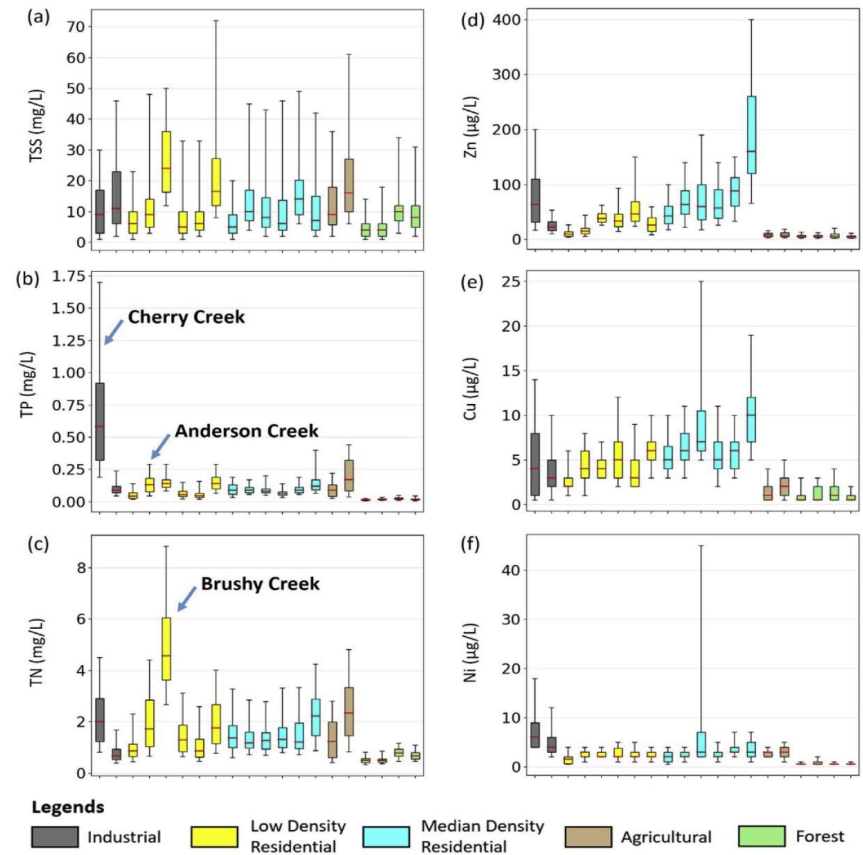 (a)
TSS (mg/L)
70
60
50
40
30
20
10
0
(b)
TP (mg/L)
1.75
1.50
1.25
1.00
0.75
0.50
0.25
0.00
Cherry Creek
Anderson Creek
(c)
TN (mg/L)
8
6
4
2
0
Brushy Creek
(d)
Zn (µg/L)
400
300
200
100
0
(e)
Cu (µg/L)
25
20
15
10
5
0
(f)
Ni (µg/L)
40
30
20
10
0
Legends
Industrial
Low Density
Residential
Median Density
Residential
Agricultural
Forest